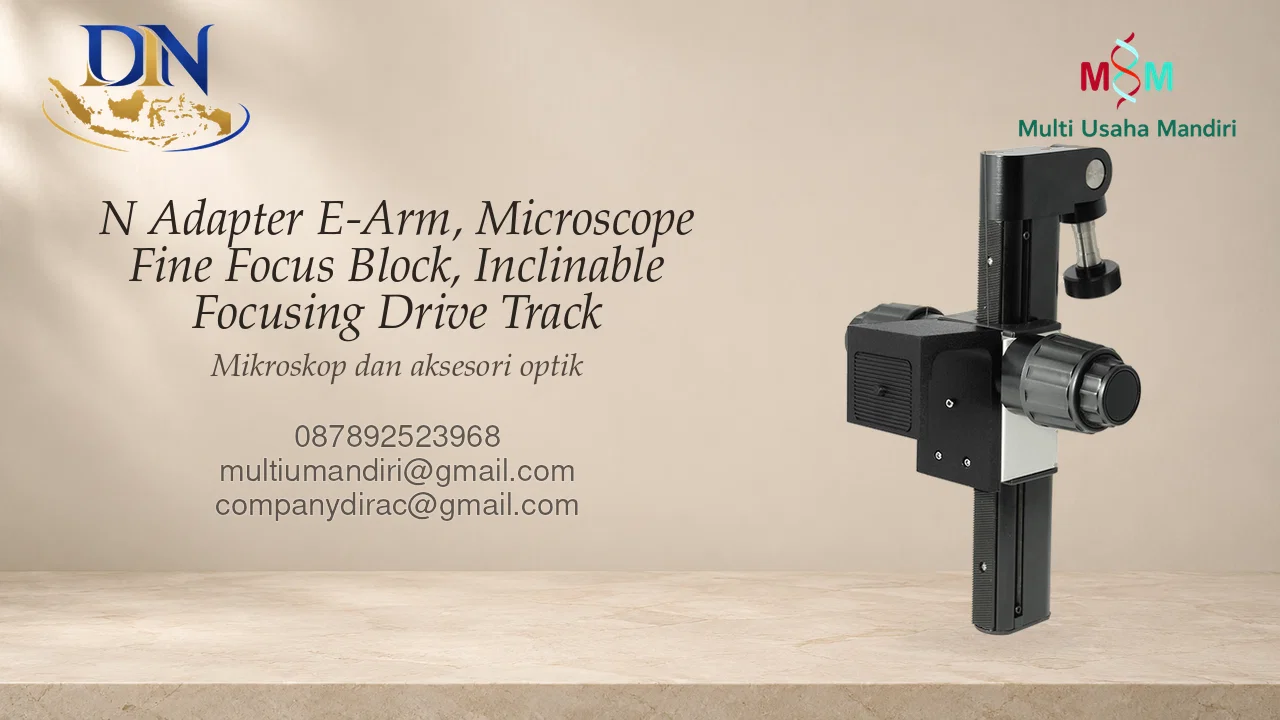 DN
M M
Multi Usaha Mandiri
N Adapter E-Arm, Microscope
Fine Focus Block, Inclinable
Focusing Drive Track
Mikroskop dan aksesori optik
087892523968
multiumandiri@gmail.com
companydirac@gmail.com